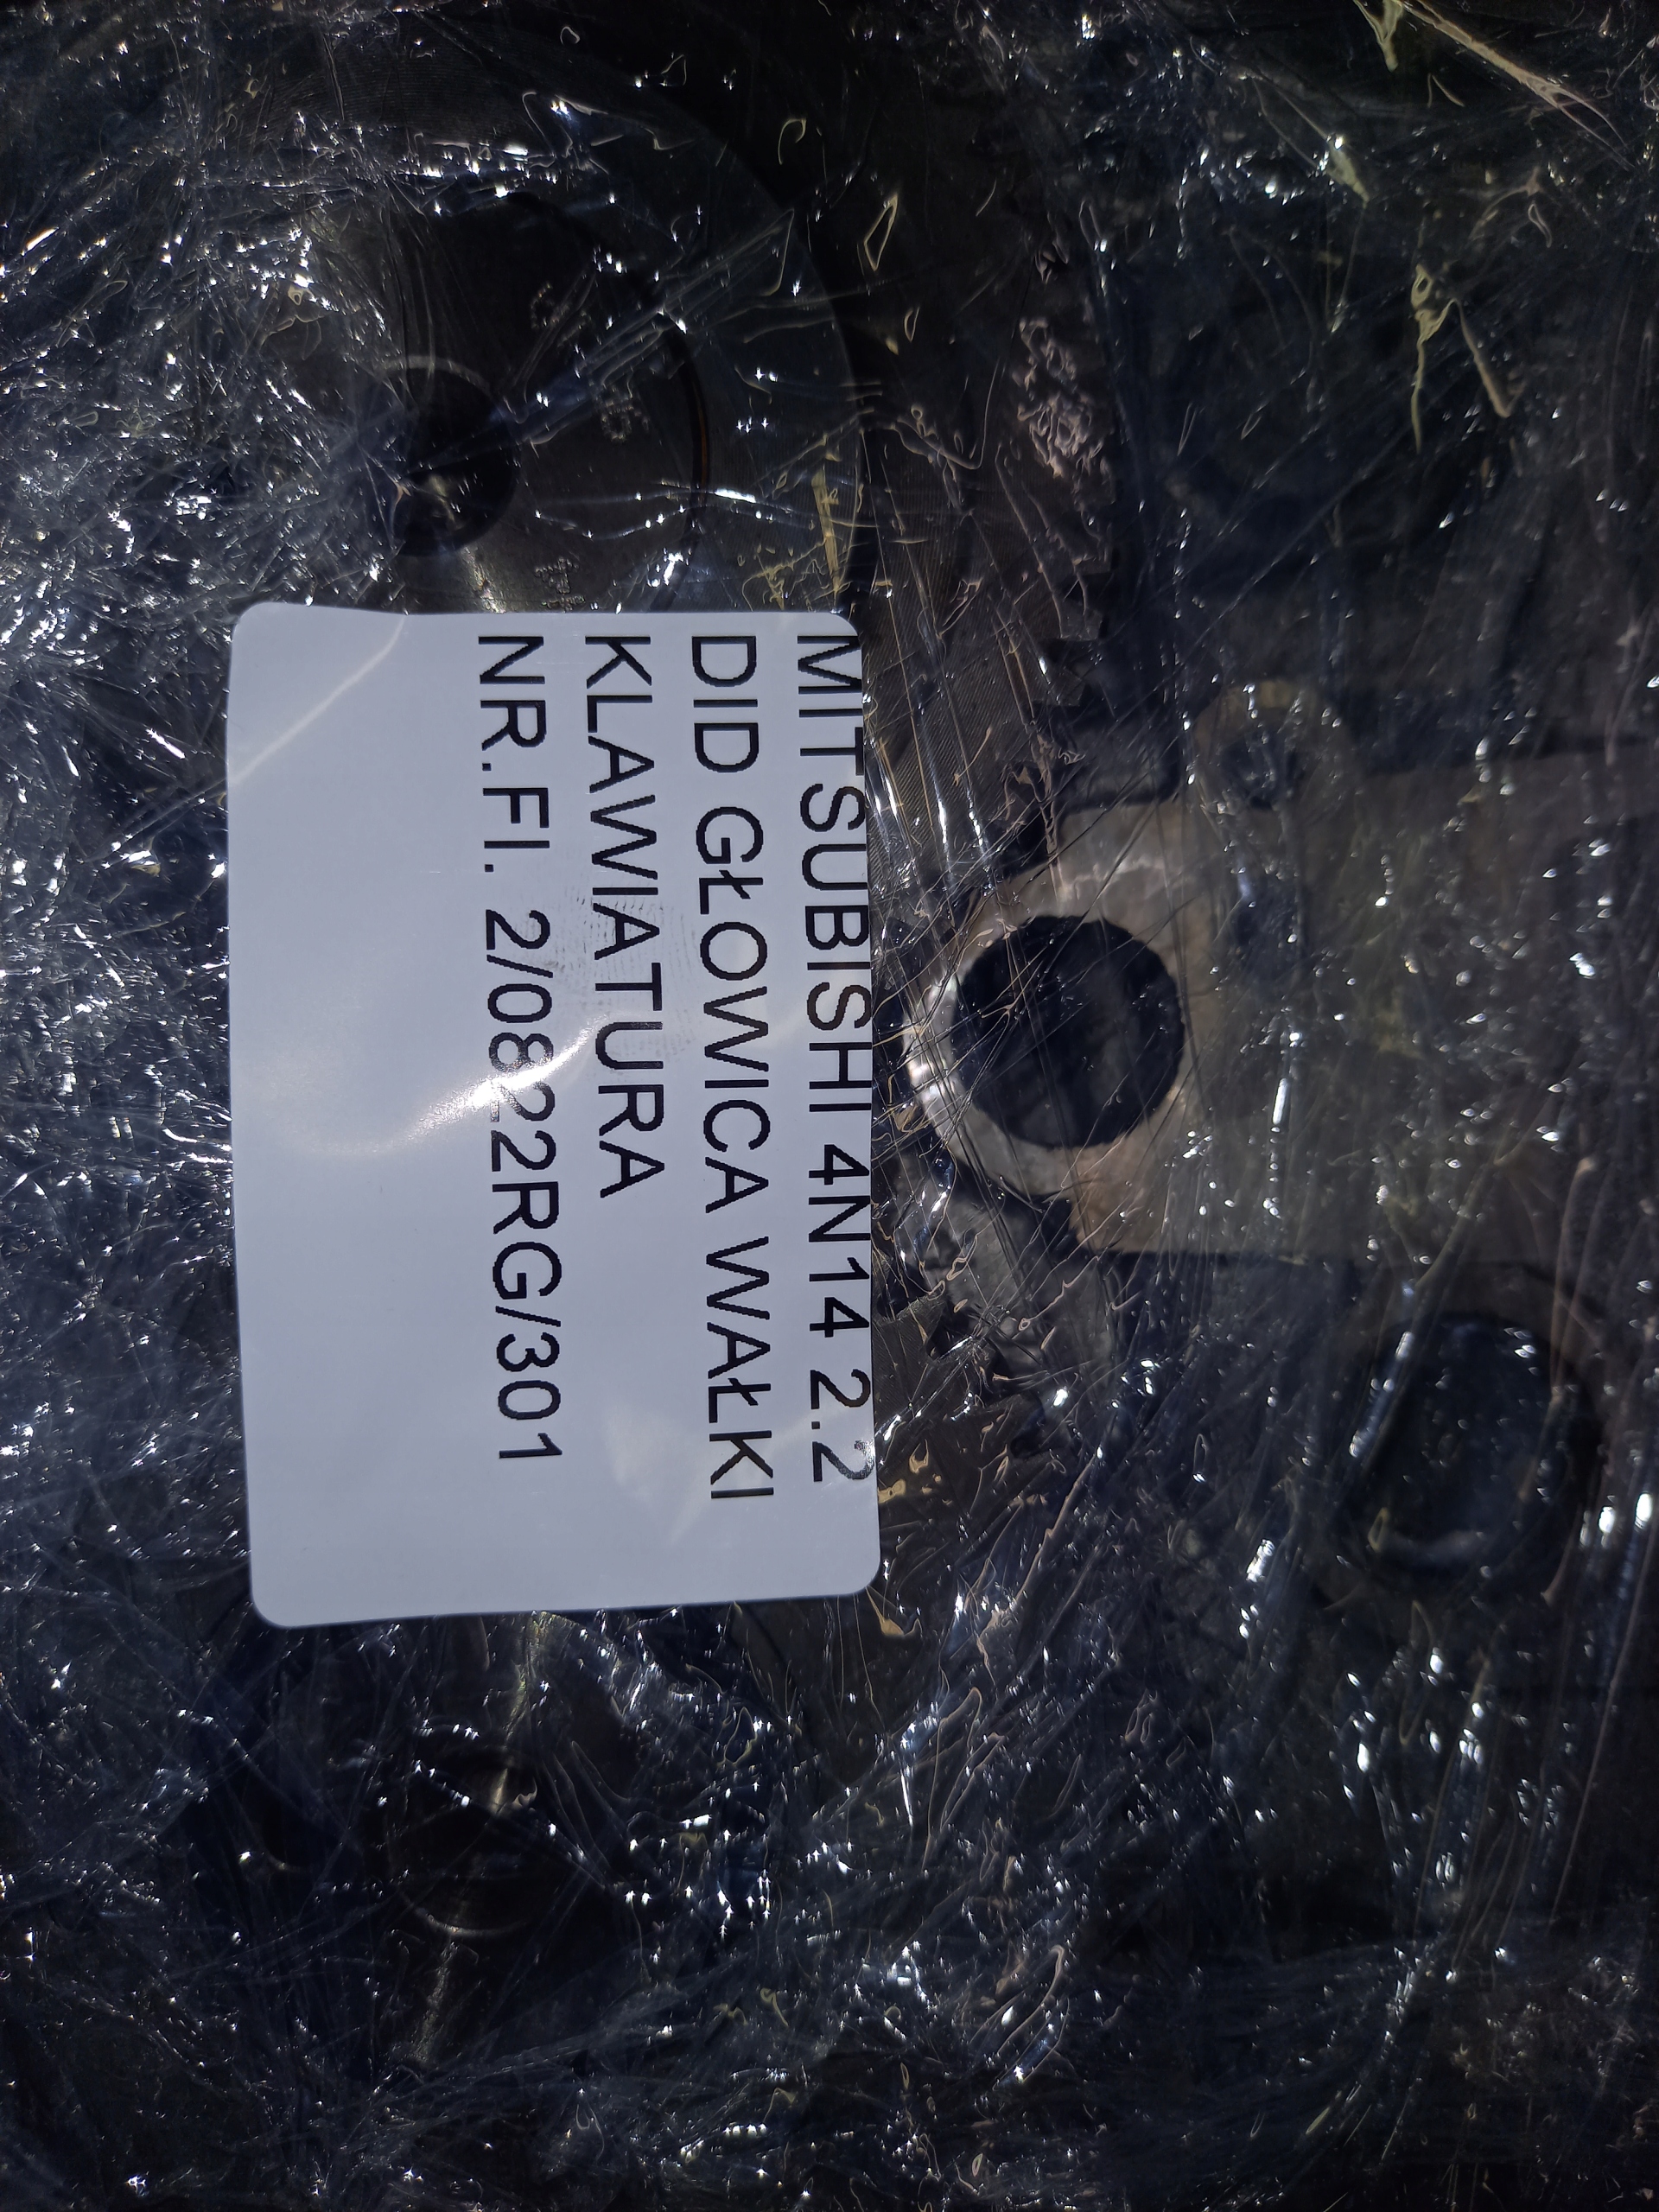 MITSUBISHI 4N14 2.2
DID GŁOWICA WAŁKI
KLAWIATURA
NR.FI. 2/0822RG/301